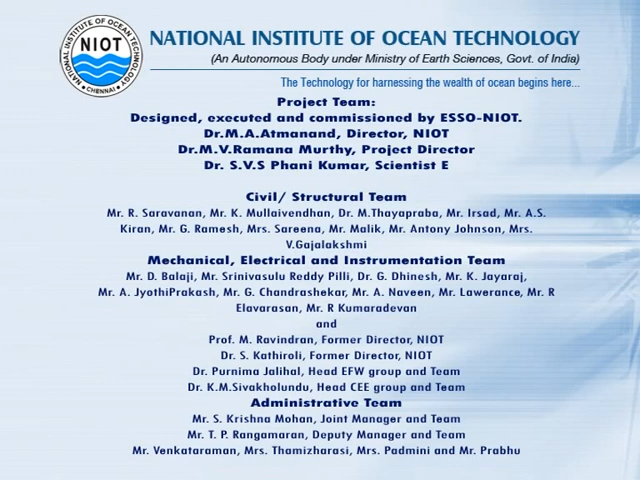 NATIONAL INSTITUTE OF OCEAN TECHNOLOGY
CHENNAI
NIOT
NATIONAL INSTITUTE OF OCEAN TECHNOLOGY
(An Autonomous Body under Ministry of Earth Sciences, Govt. of India)
The Technology for harnessing the wealth of ocean begins here...
Project Team:
Designed, executed and commissioned by ESSO-NIOT.
Dr.M.A.Atmanand, Director, NIOT
Dr.M.V.Ramana Murthy, Project Director
Dr. S.V.S Phani Kumar, Scientist E
Civil/ Structural Team
Mr. R. Saravanan, Mr. K. Mullaivendhan, Dr. M.Thayapraba, Mr. Irsad, Mr. A.S.
Kiran, Mr. G. Ramesh, Mrs. Sareena, Mr. Malik, Mr. Antony Johnson, Mrs.
V.Gajalakshmi
Mechanical, Electrical and Instrumentation Team
Mr. D. Balaji, Mr. Srinivasulu Reddy Pilli, Dr. G. Dhinesh, Mr. K. Jayaraj,
Mr. A. JyothiPrakash, Mr. G. Chandrashekar, Mr. A. Naveen, Mr. Lawerance, Mr. R
Elavarasan, Mr. R Kumaradevan
and
Prof. M. Ravindran, Former Director, NIOT
Dr. S. Kathiroli, Former Director, NIOT
Dr. Purnima Jalihal, Head EFW group and Team
Dr. K.M.Sivakholundu, Head CEE group and Team
Administrative Team
Mr. S. Krishna Mohan, Joint Manager and Team
Mr. T. P. Rangamaran, Deputy Manager and Team
Mr. Venkataraman, Mrs. Thamizharasi, Mrs. Padmini and Mr. Prabhu